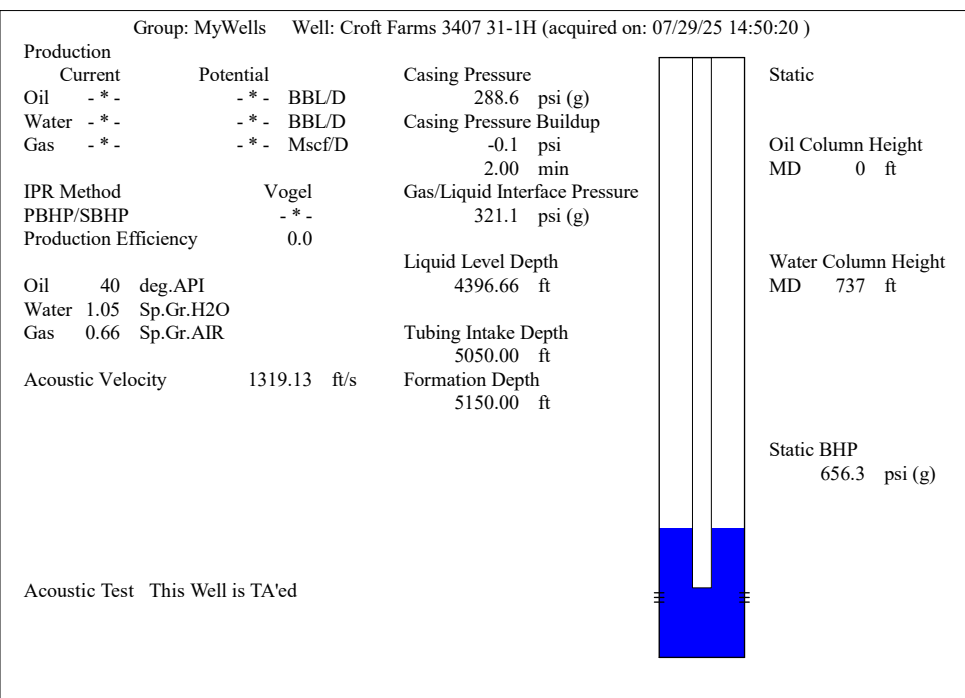 Group: MyWells Well: Croft Farms 3407 31-1H (acquired on: 07/29/25 14:50:20 )
Production
Current Potential
Oil - * - - * - BBL/D
Water - * - - * - BBL/D
Gas - * - - * - Mscf/D
IPR Method Vogel
PBHP/SBHP - * -
Production Efficiency 0.0
Oil 40 deg.API
Water 1.05 Sp.Gr.H2O
Gas 0.66 Sp.Gr.AIR
Acoustic Velocity 1319.13 ft/s
Casing Pressure
288.6 psi (g)
Casing Pressure Buildup
-0.1 psi
2.00 min
Gas/Liquid Interface Pressure
321.1 psi (g)
Liquid Level Depth
4396.66 ft
Tubing Intake Depth
5050.00 ft
Formation Depth
5150.00 ft
Static
Oil Column Height
MD 0 ft
Water Column Height
MD 737 ft
Static BHP
656.3 psi (g)
Acoustic Test This Well is TA'ed